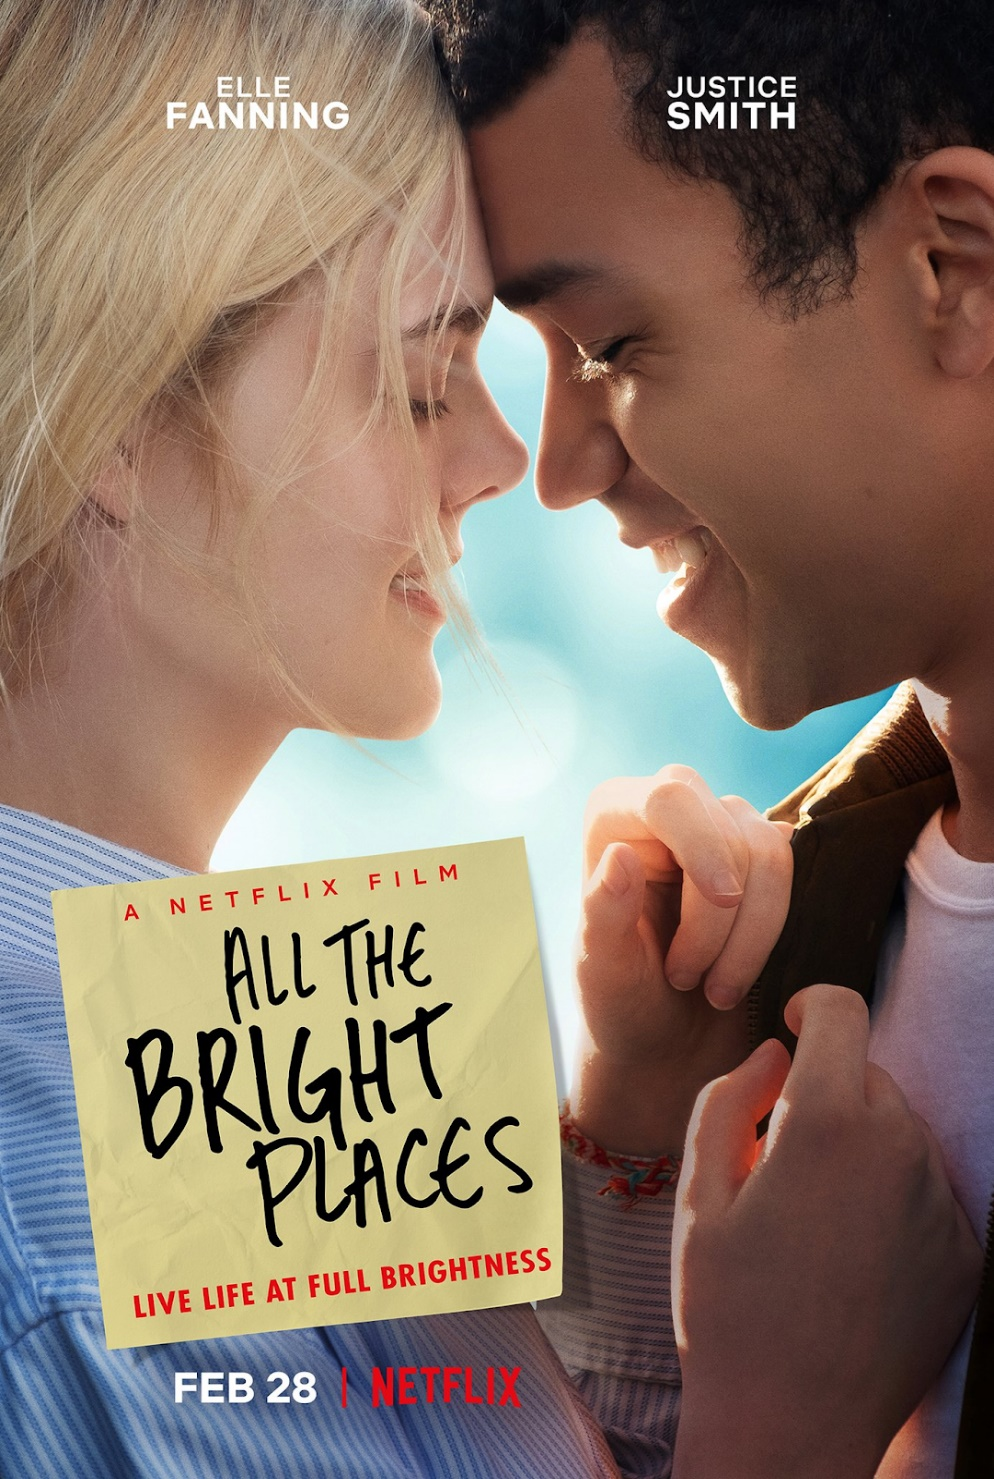 ELLE
FANNING
JUSTICE
SMITH
A NETFLIX FILM
ALL THE
BRIGHT
PLACES
LIVE LIFE AT FULL BRIGHTNESS
FEB 28 | NETFLIX